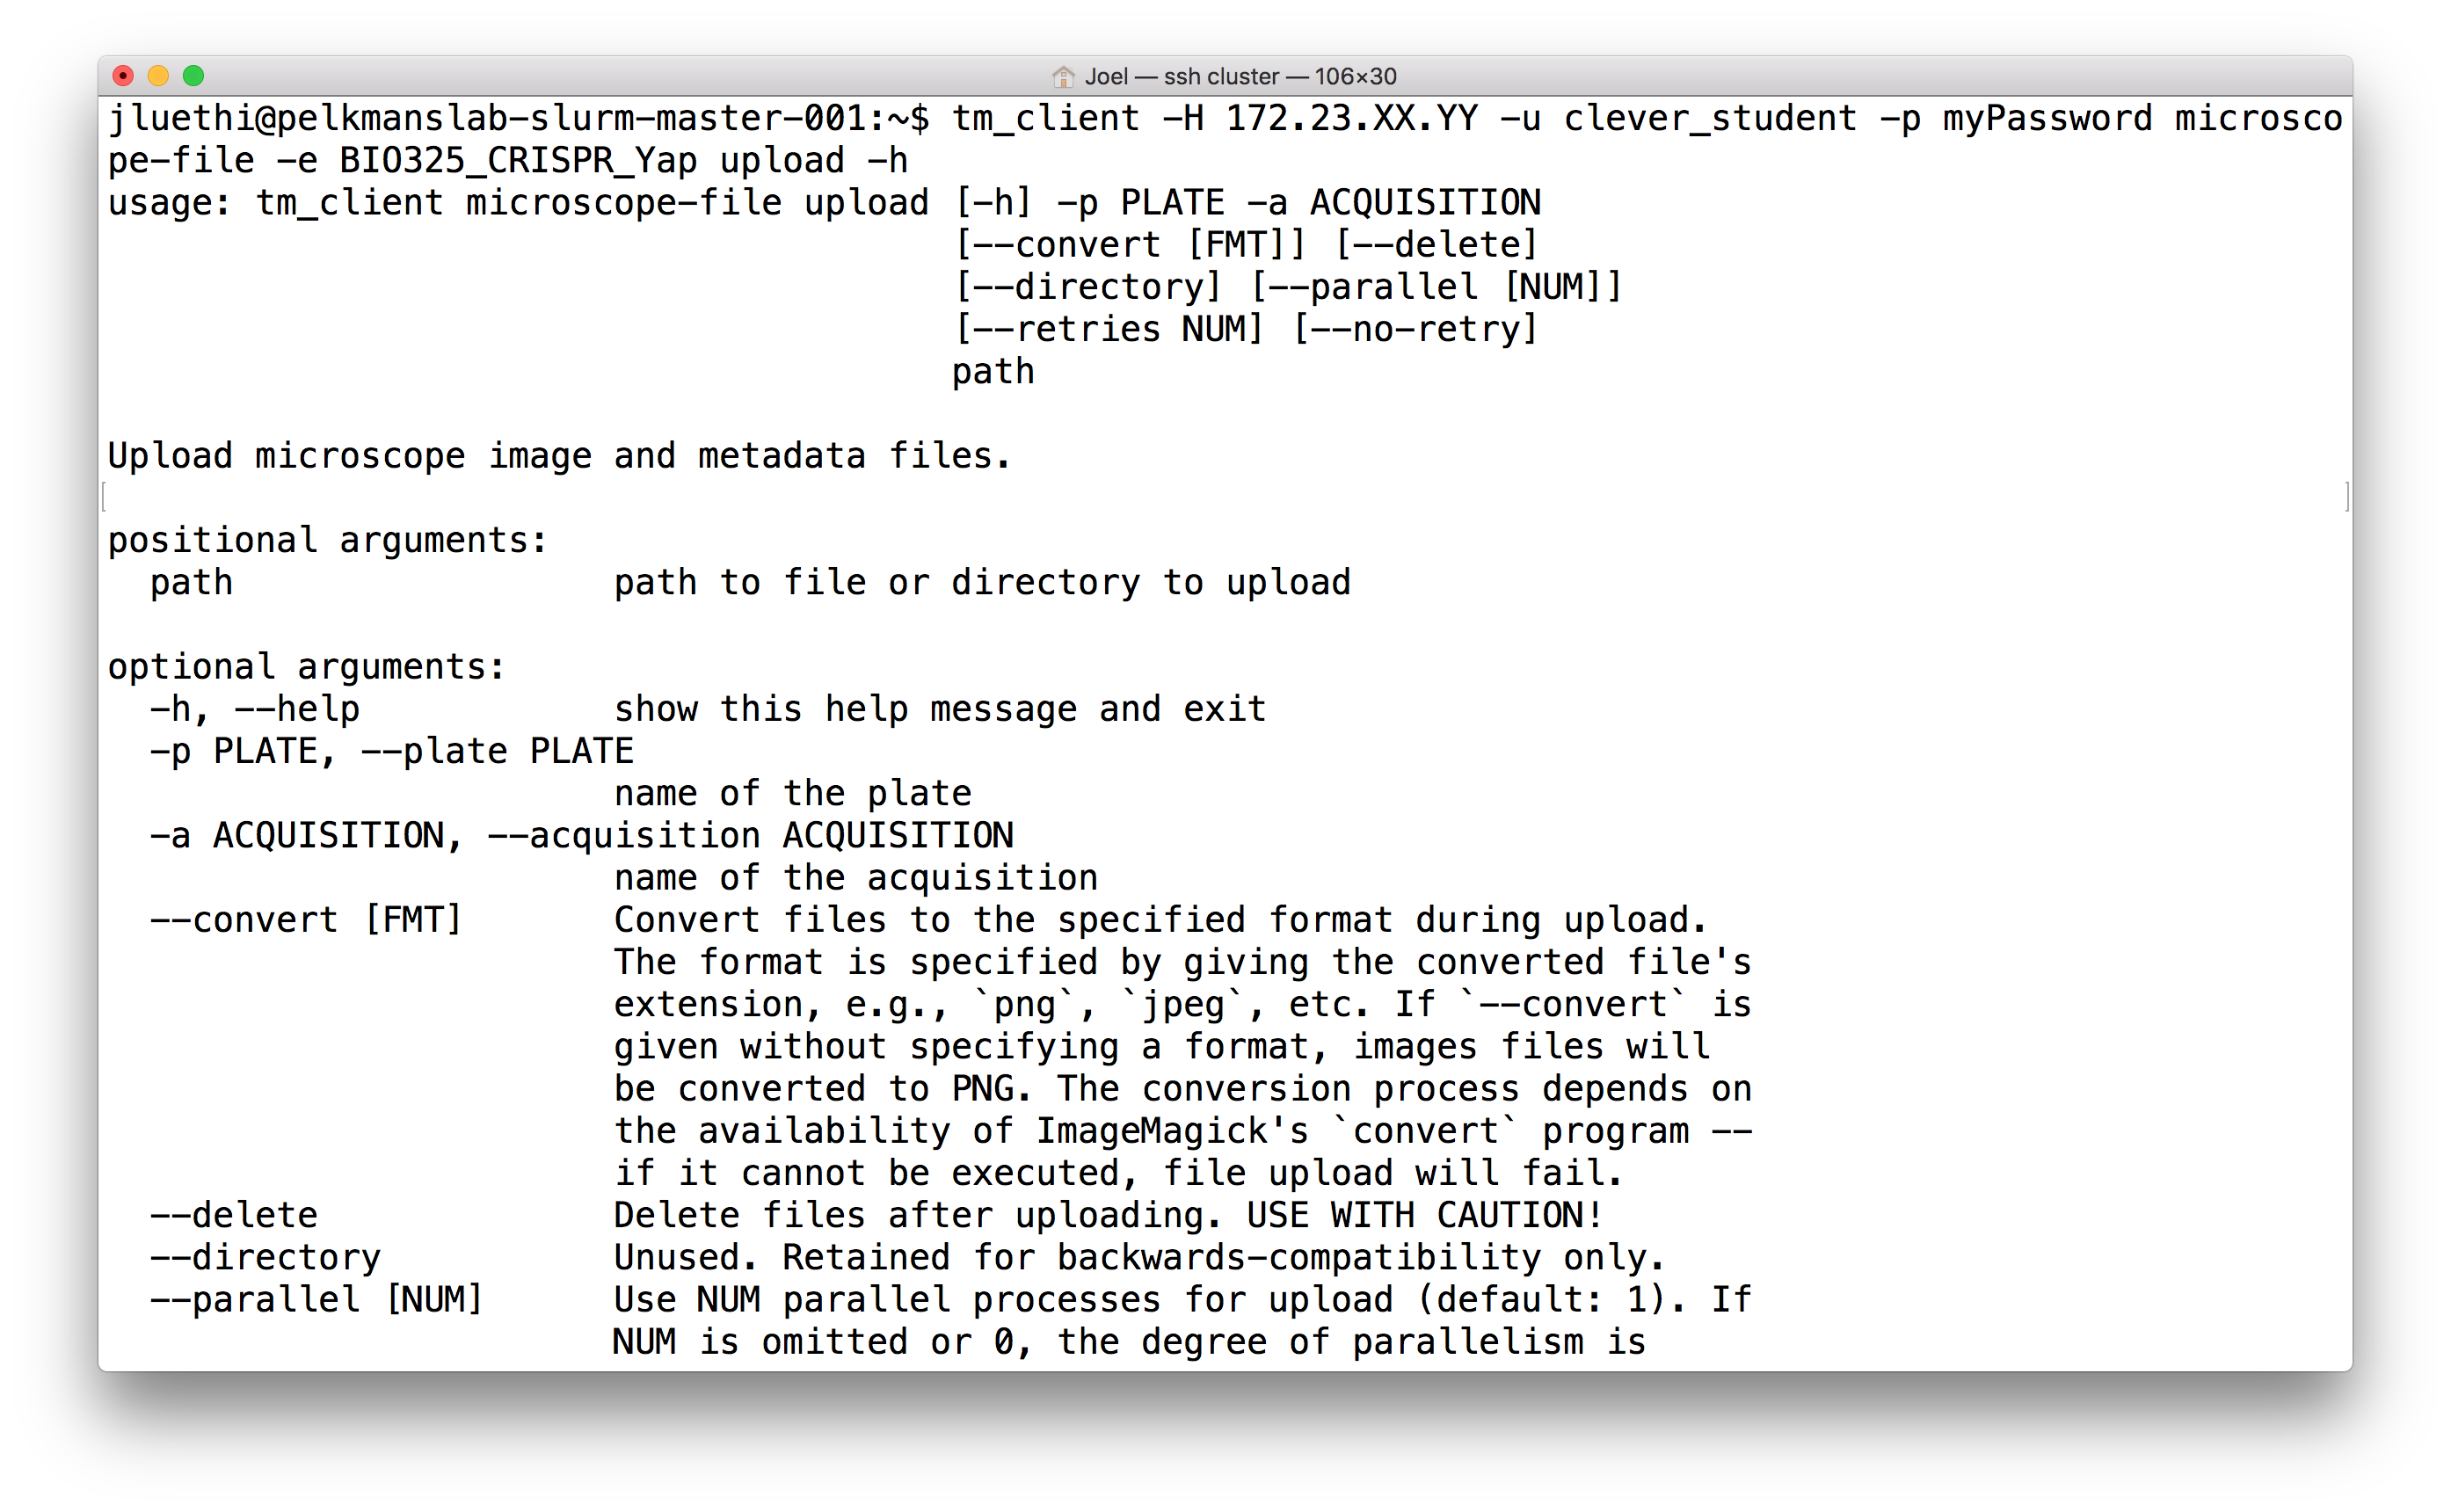 Joel — ssh cluster — 106×30
jluethi@pelkmanslab-slurm-master-001:~$ tm_client -H 172.23.XX.YY -u clever_student -p myPassword microsco
pe-file -e BIO325_CRISPR_Yap upload -h
usage: tm_client microscope-file upload [-h] -p PLATE -a ACQUISITION
[--convert [FMT]] [--delete]
[--directory] [--parallel [NUM]]
[--retries NUM] [--no-retry]
path
Upload microscope image and metadata files.
positional arguments:
path path to file or directory to upload
optional arguments:
-h, --help show this help message and exit
-p PLATE, --plate PLATE
name of the plate
-a ACQUISITION, --acquisition ACQUISITION
name of the acquisition
--convert [FMT] Convert files to the specified format during upload.
The format is specified by giving the converted file's
extension, e.g., `png`, `jpeg`, etc. If `--convert` is
given without specifying a format, images files will
be converted to PNG. The conversion process depends on
the availability of ImageMagick's `convert` program --
if it cannot be executed, file upload will fail.
--delete Delete files after uploading. USE WITH CAUTION!
--directory Unused. Retained for backwards-compatibility only.
--parallel [NUM] Use NUM parallel processes for upload (default: 1). If
NUM is omitted or 0, the degree of parallelism is